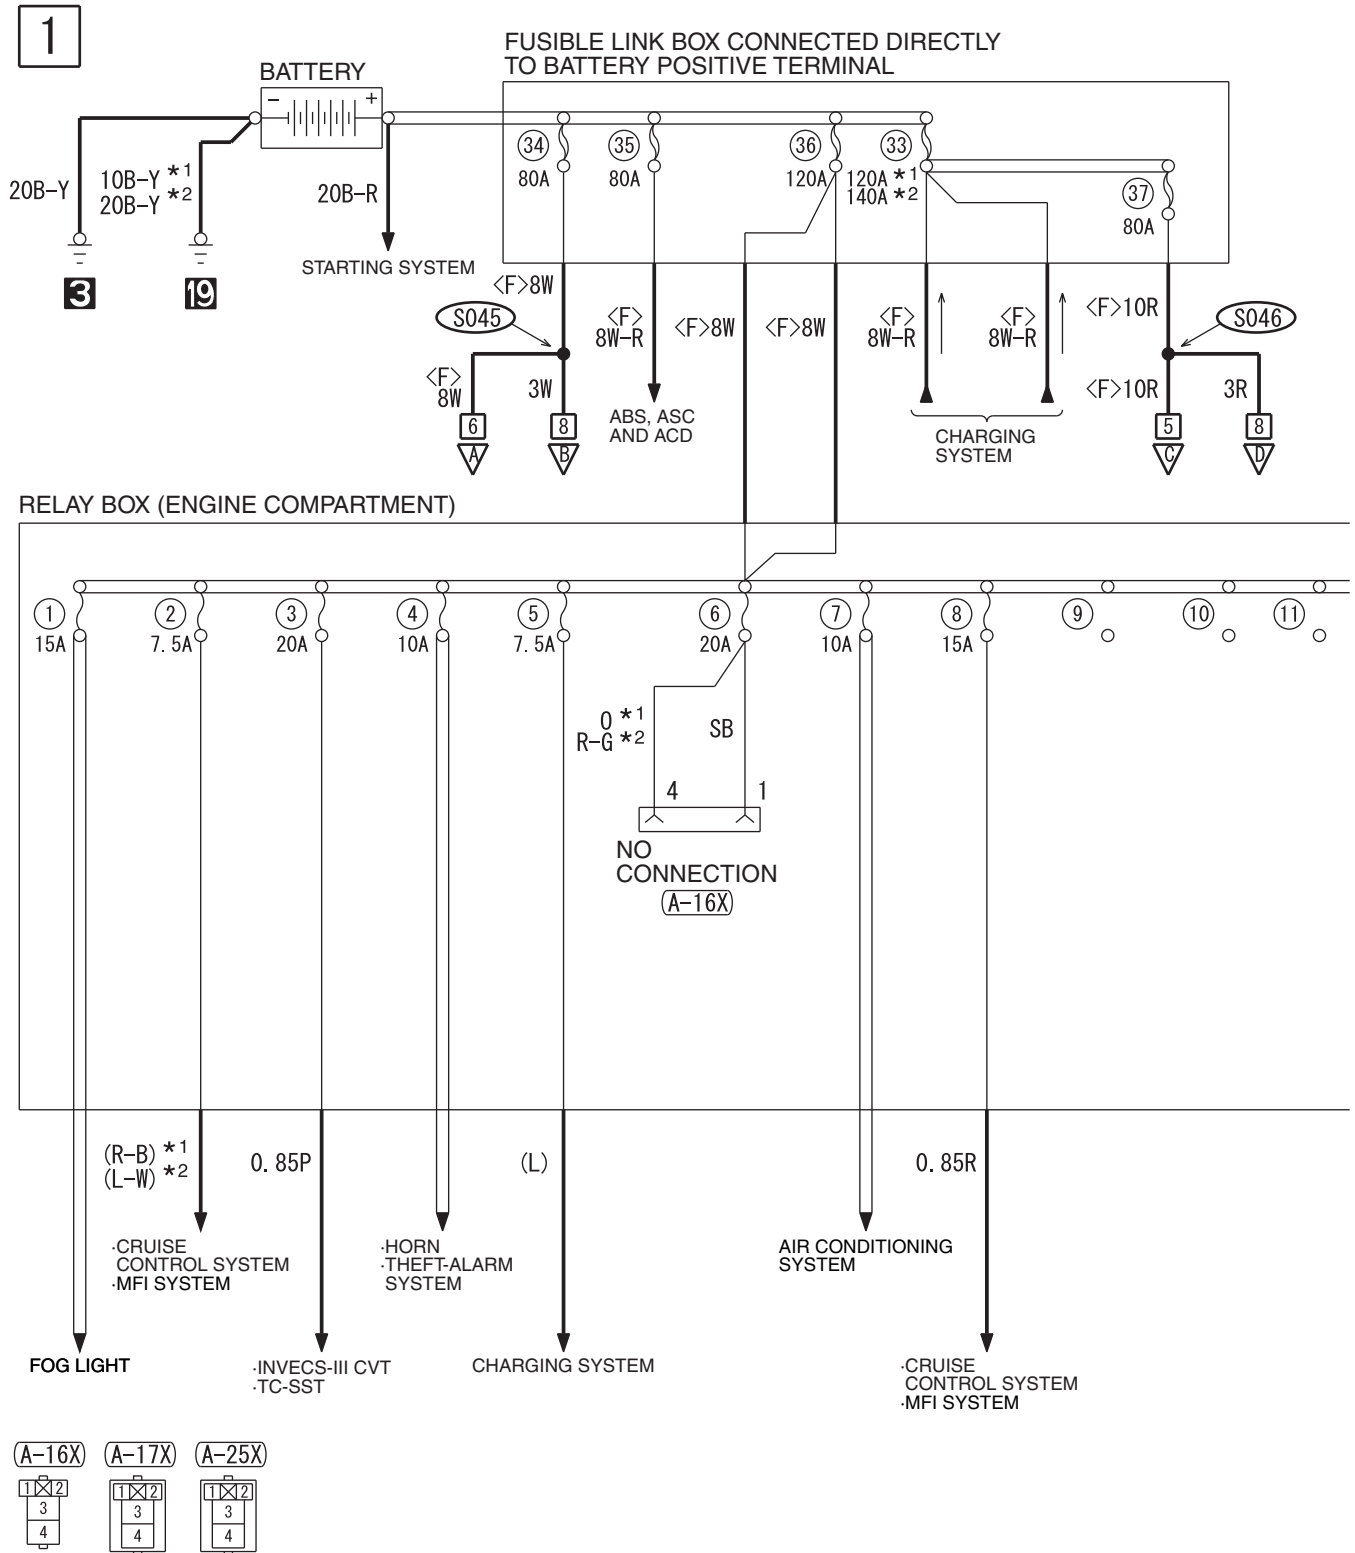 1
FUSIBLE LINK BOX CONNECTED DIRECTLY
TO BATTERY POSITIVE TERMINAL
BATTERY
- +
34 35 36 33
80A 80A 120A 120A *1
140A *2
37
80A
20B-Y
10B-Y *1
20B-Y *2
20B-R
STARTING SYSTEM
3 19
<F>8W
S045
<F>
8W-R
<F>8W
<F>8W
<F>
8W-R
<F>
8W-R
<F>10R
S046
<F>
8W
3W
<F>10R
3R
6 8
A B
ABS, ASC
AND ACD
CHARGING
SYSTEM
5 8
C D
RELAY BOX (ENGINE COMPARTMENT)
1 2 3 4 5 6 7 8 9 10 11
15A 7.5A 20A 10A 7.5A 20A 10A 15A
O *1
R-G *2
SB
4 1
NO
CONNECTION
A-16X
(R-B) *1
(L-W) *2
0.85P
(L)
0.85R
·CRUISE
CONTROL SYSTEM
·MFI SYSTEM
·HORN
·THEFT-ALARM
SYSTEM
AIR CONDITIONING
SYSTEM
FOG LIGHT
·INVECS-III CVT
·TC-SST
CHARGING SYSTEM
·CRUISE
CONTROL SYSTEM
·MFI SYSTEM
A-16X A-17X A-25X
1 2 1 2 1 2
3 3 3
4 4 4